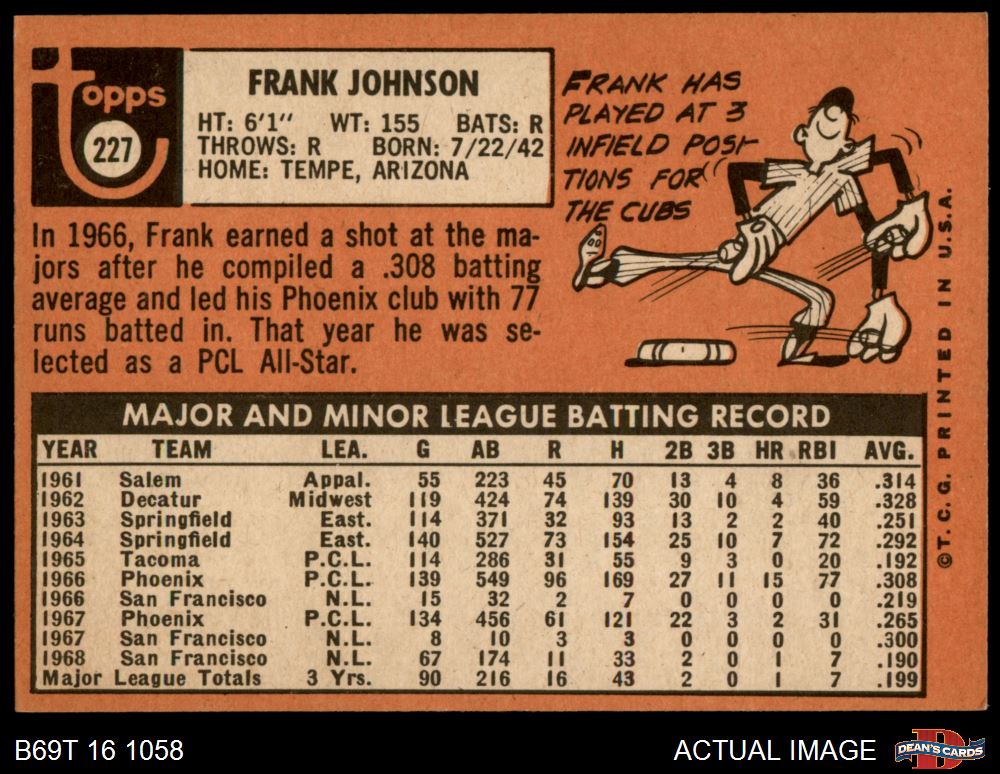 topps
227
FRANK JOHNSON
HT: 6'1" WT: 155 BATS: R
THROWS: R BORN: 7/22/42
HOME: TEMPE, ARIZONA
FRANK HAS
PLAYED AT 3
INFIELD POSI-
TIONS FOR
THE CUBS
In 1966, Frank earned a shot at the ma-
jors after he compiled a .308 batting
average and led his Phoenix club with 77
runs batted in. That year he was se-
lected as a PCL All-Star.
MAJOR AND MINOR LEAGUE BATTING RECORD
YEAR TEAM LEA. G AB R H 2B 3B HR RBI AVG.
1961 Salem Appal. 55 223 45 70 13 4 8 36 .314
1962 Decatur Midwest 119 424 74 139 30 10 4 59 .328
1963 Springfield East. 114 371 32 93 13 2 2 40 .251
1964 Springfield East. 140 527 73 154 25 10 7 72 .292
1965 Tacoma P.C.L. 114 286 31 55 9 3 0 20 .192
1966 Phoenix P.C.L. 139 549 96 169 27 11 15 77 .308
1966 San Francisco N.L. 15 32 2 7 0 0 0 0 .219
1967 Phoenix P.C.L. 134 456 61 121 22 3 2 31 .265
1967 San Francisco N.L. 8 10 3 3 0 0 0 0 .300
1968 San Francisco N.L. 67 174 11 33 2 0 1 7 .190
Major League Totals 3 Yrs. 90 216 16 43 2 0 1 7 .199
©T. C. G. PRINTED IN U.S.A.
B69T 16 1058
ACTUAL IMAGE
D
DEAN'S CARDS